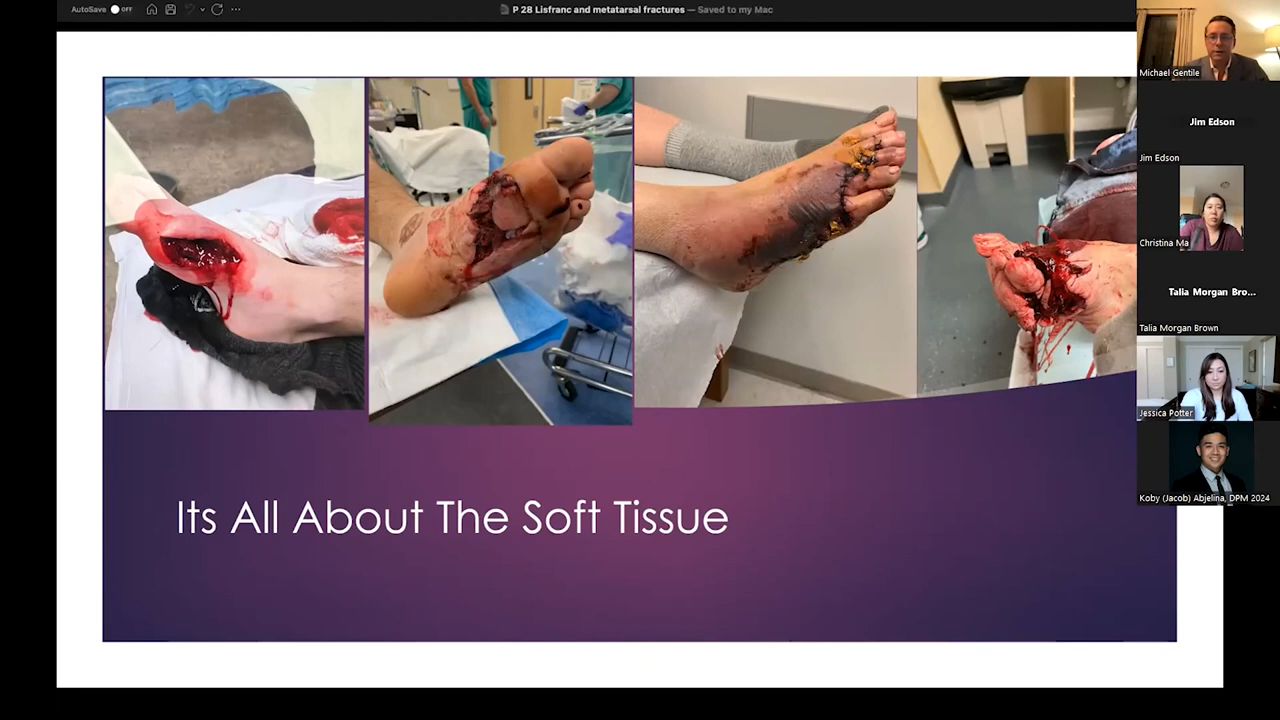 AutoSave OFF
P 28 Lisfranc and metatarsal fractures — Saved to my Mac
Its All About The Soft Tissue
Michael Gentile
Jim Edson
Jim Edson
Christina Ma
Talia Morgan Bro...
Talia Morgan Brown
Jessica Potter
Koby (Jacob) Abjelina, DPM 2024